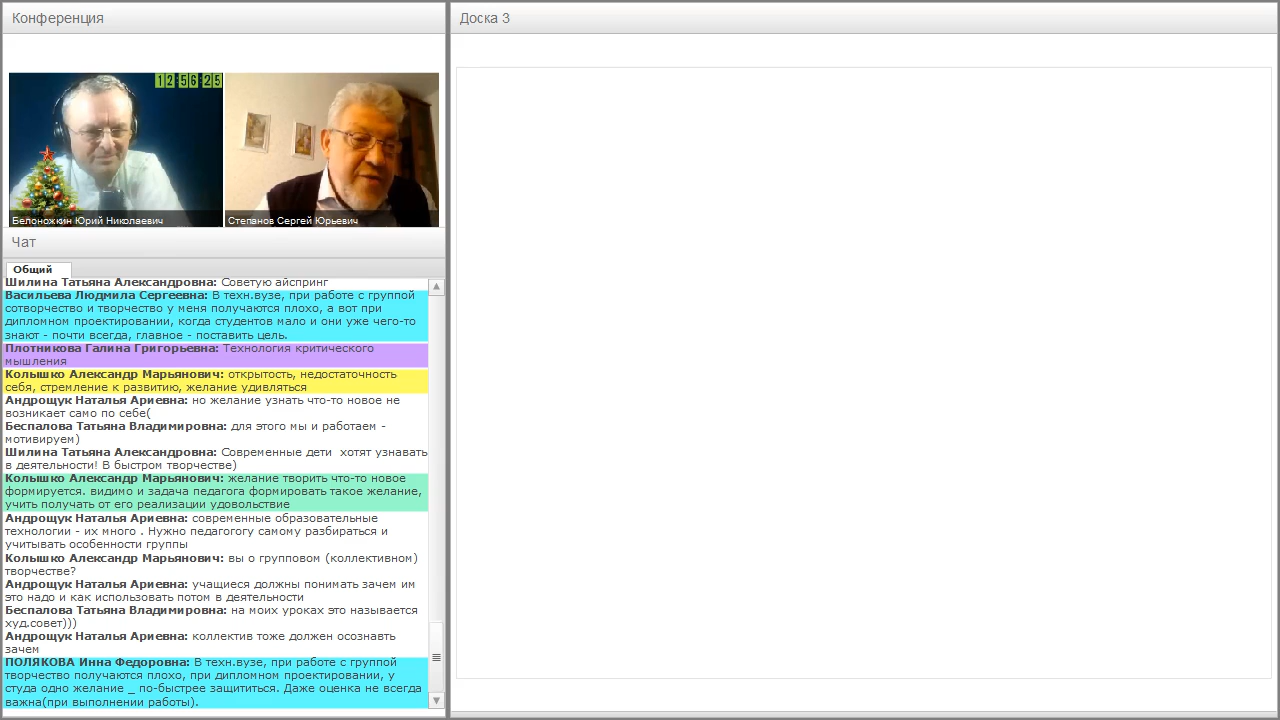 Конференция
Доска 3
12:56:25
Белоножкин Юрий Николаевич
Степанов Сергей Юрьевич
Чат
Общий
Шилина Татьяна Александровна: Советую айспринг
Васильева Людмила Сергеевна: В техн.вузе, при работе с группой
сотворчество и творчество у меня получаются плохо, а вот при
дипломном проектировании, когда студентов мало и они уже чего-то
знают - почти всегда, главное - поставить цель.
Плотникова Галина Григорьевна: Технология критического
мышления
Колышко Александр Марьянович: открытость, недостаточность
себя, стремление к развитию, желание удивляться
Андрощук Наталья Ариевна: но желание узнать что-то новое не
возникает само по себе(
Беспалова Татьяна Владимировна: для этого мы и работаем -
мотивируем)
Шилина Татьяна Александровна: Современные дети  хотят узнавать
в деятельности! В быстром творчестве)
Колышко Александр Марьянович: желание творить что-то новое
формируется. видимо и задача педагога формировать такое желание,
учить получать от его реализации удовольствие
Андрощук Наталья Ариевна: современные образовательные
технологии - их много . Нужно педагогогу самому разбираться и
учитывать особенности группы
Колышко Александр Марьянович: вы о групповом (коллективном)
творчестве?
Андрощук Наталья Ариевна: учащиеся должны понимать зачем им
это надо и как использовать потом в деятельности
Беспалова Татьяна Владимировна: на моих уроках это называется
худ.совет)))
Андрощук Наталья Ариевна: коллектив тоже должен осознавть
зачем
ПОЛЯКОВА Инна Федоровна: В техн.вузе, при работе с группой
творчество получаются плохо, при дипломном проектировании, у
студа одно желание _ по-быстрее защититься. Даже оценка не всегда
важна(при выполнении работы).